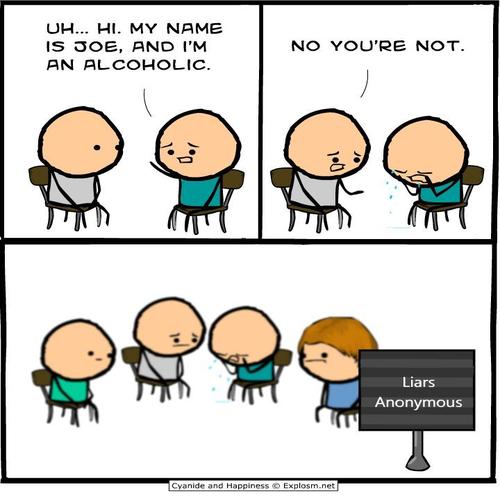 UH... HI. MY NAME
IS JOE, AND I'M
AN ALCOHOLIC.
NO YOU'RE NOT.
Liars
Anonymous
Cyanide and Happiness © Explosm.net